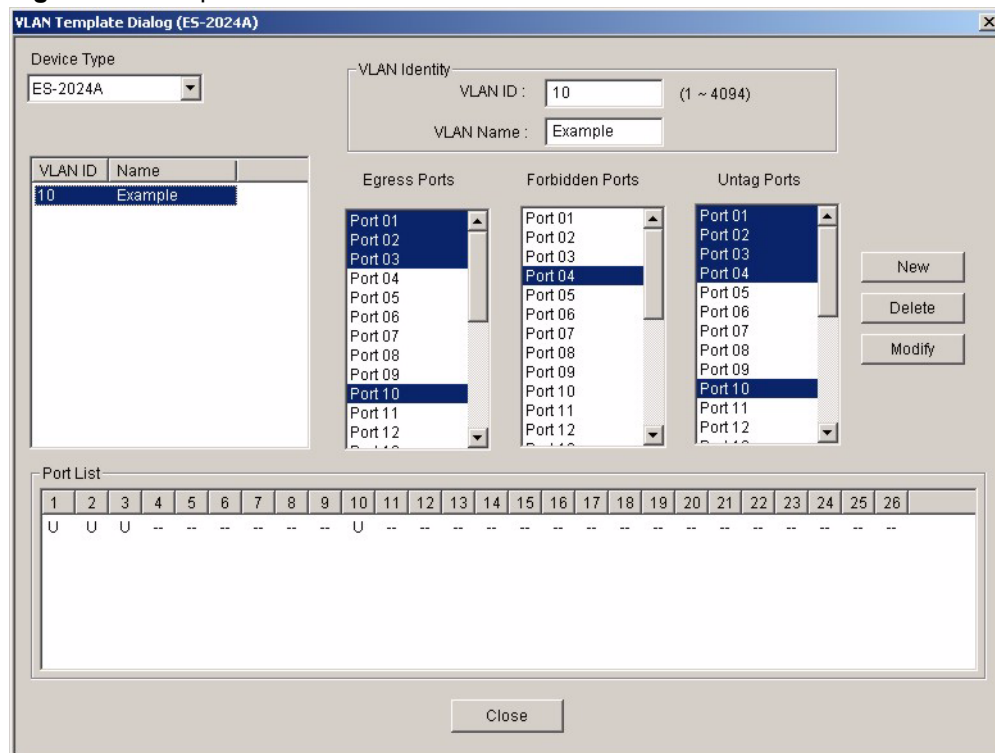 VLAN Template Dialog (ES-2024A)
Device Type
ES-2024A
VLAN Identity
VLAN ID : 10 (1 ~ 4094)
VLAN Name : Example
VLAN ID Name
10 Example
Egress Ports
Port 01
Port 02
Port 03
Port 04
Port 05
Port 06
Port 07
Port 08
Port 09
Port 10
Port 11
Port 12
Forbidden Ports
Port 01
Port 02
Port 03
Port 04
Port 05
Port 06
Port 07
Port 08
Port 09
Port 10
Port 11
Port 12
Untag Ports
Port 01
Port 02
Port 03
Port 04
Port 05
Port 06
Port 07
Port 08
Port 09
Port 10
Port 11
Port 12
New
Delete
Modify
Port List
1 2 3 4 5 6 7 8 9 10 11 12 13 14 15 16 17 18 19 20 21 22 23 24 25 26
U U U -- -- -- -- -- -- U -- -- -- -- -- -- -- -- -- -- -- -- -- -- -- --
Close